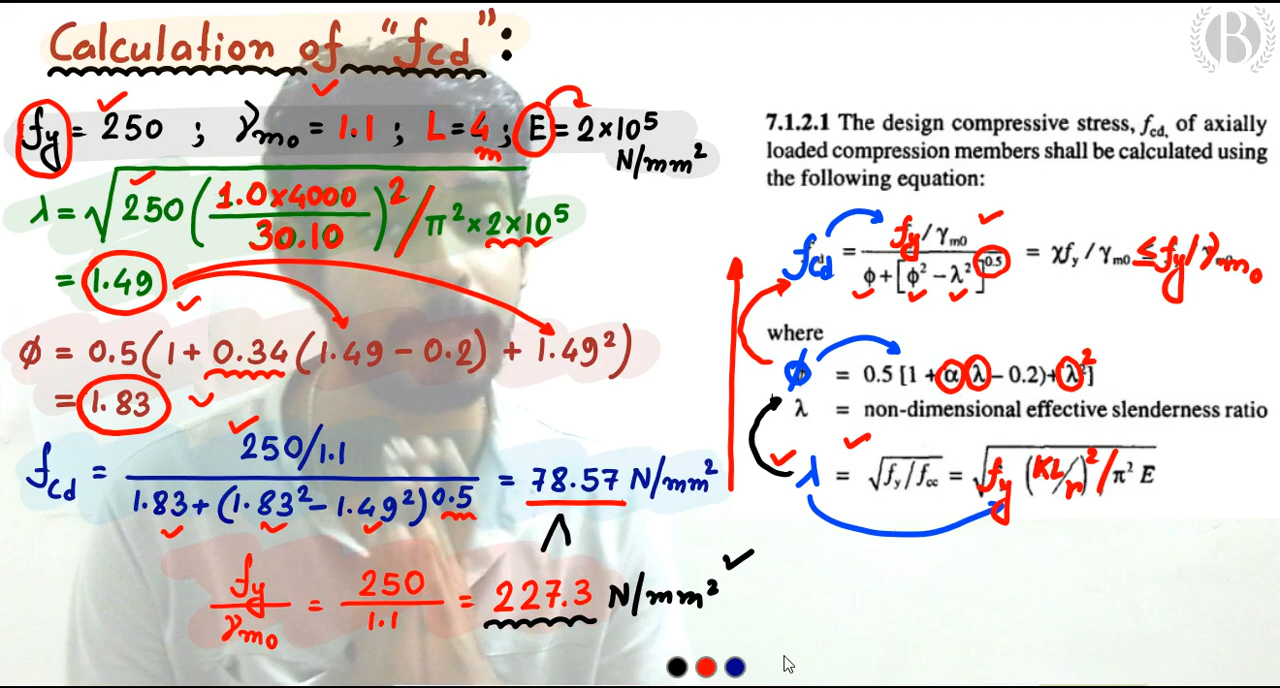 Calculation of "fcd":
fy = 250 ; γm0 = 1.1 ; L = 4 m ; E = 2×10⁵ N/mm²
λ = √250 (1.0×4000 / 30.10)² / π² × 2×10⁵
= 1.49
φ = 0.5(1 + 0.34 (1.49 – 0.2) + 1.49²)
= 1.83
fcd = 250/1.1 / 1.83 + (1.83² – 1.49²)^0.5 = 78.57 N/mm²
<
fy / γm0 = 250 / 1.1 = 227.3 N/mm²
B
7.1.2.1 The design compressive stress, fcd, of axially
loaded compression members shall be calculated using
the following equation:
fcd = fy / γm0 / φ + [φ² – λ²]^0.5 = χfy / γm0 ≤ fy / γm0
where
φ = 0.5 [1 + α(λ – 0.2) + λ²]
λ = non-dimensional effective slenderness ratio
λ = √fy / fcc = √fy (KL/r)² / π² E